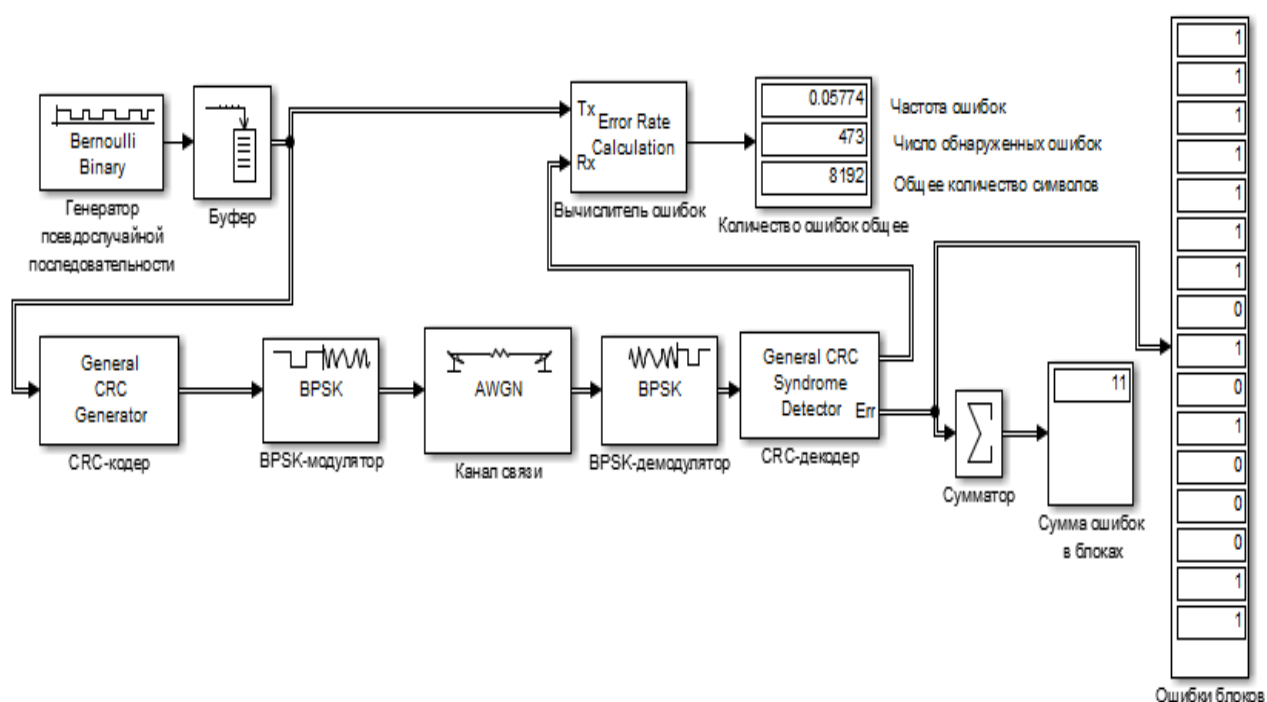 Bernoulli
Binary
Генератор
псевдослучайной
последовательности
Буфер
Tx
Rx
Error Rate
Calculation
Вычислитель ошибок
0.05774
473
8192
Частота ошибок
Число обнаруженных ошибок
Общее количество символов
Количество ошибок общее
General
CRC
Generator
CRC-кодер
BPSK
BPSK-модулятор
AWGN
Канал связи
BPSK
BPSK-демодулятор
General CRC
Syndrome
Detector
Err
CRC-декодер
Сумматор
11
Сумма ошибок
в блоках
1
1
1
1
1
1
1
0
1
0
1
0
0
0
1
1
Ошибки блоков